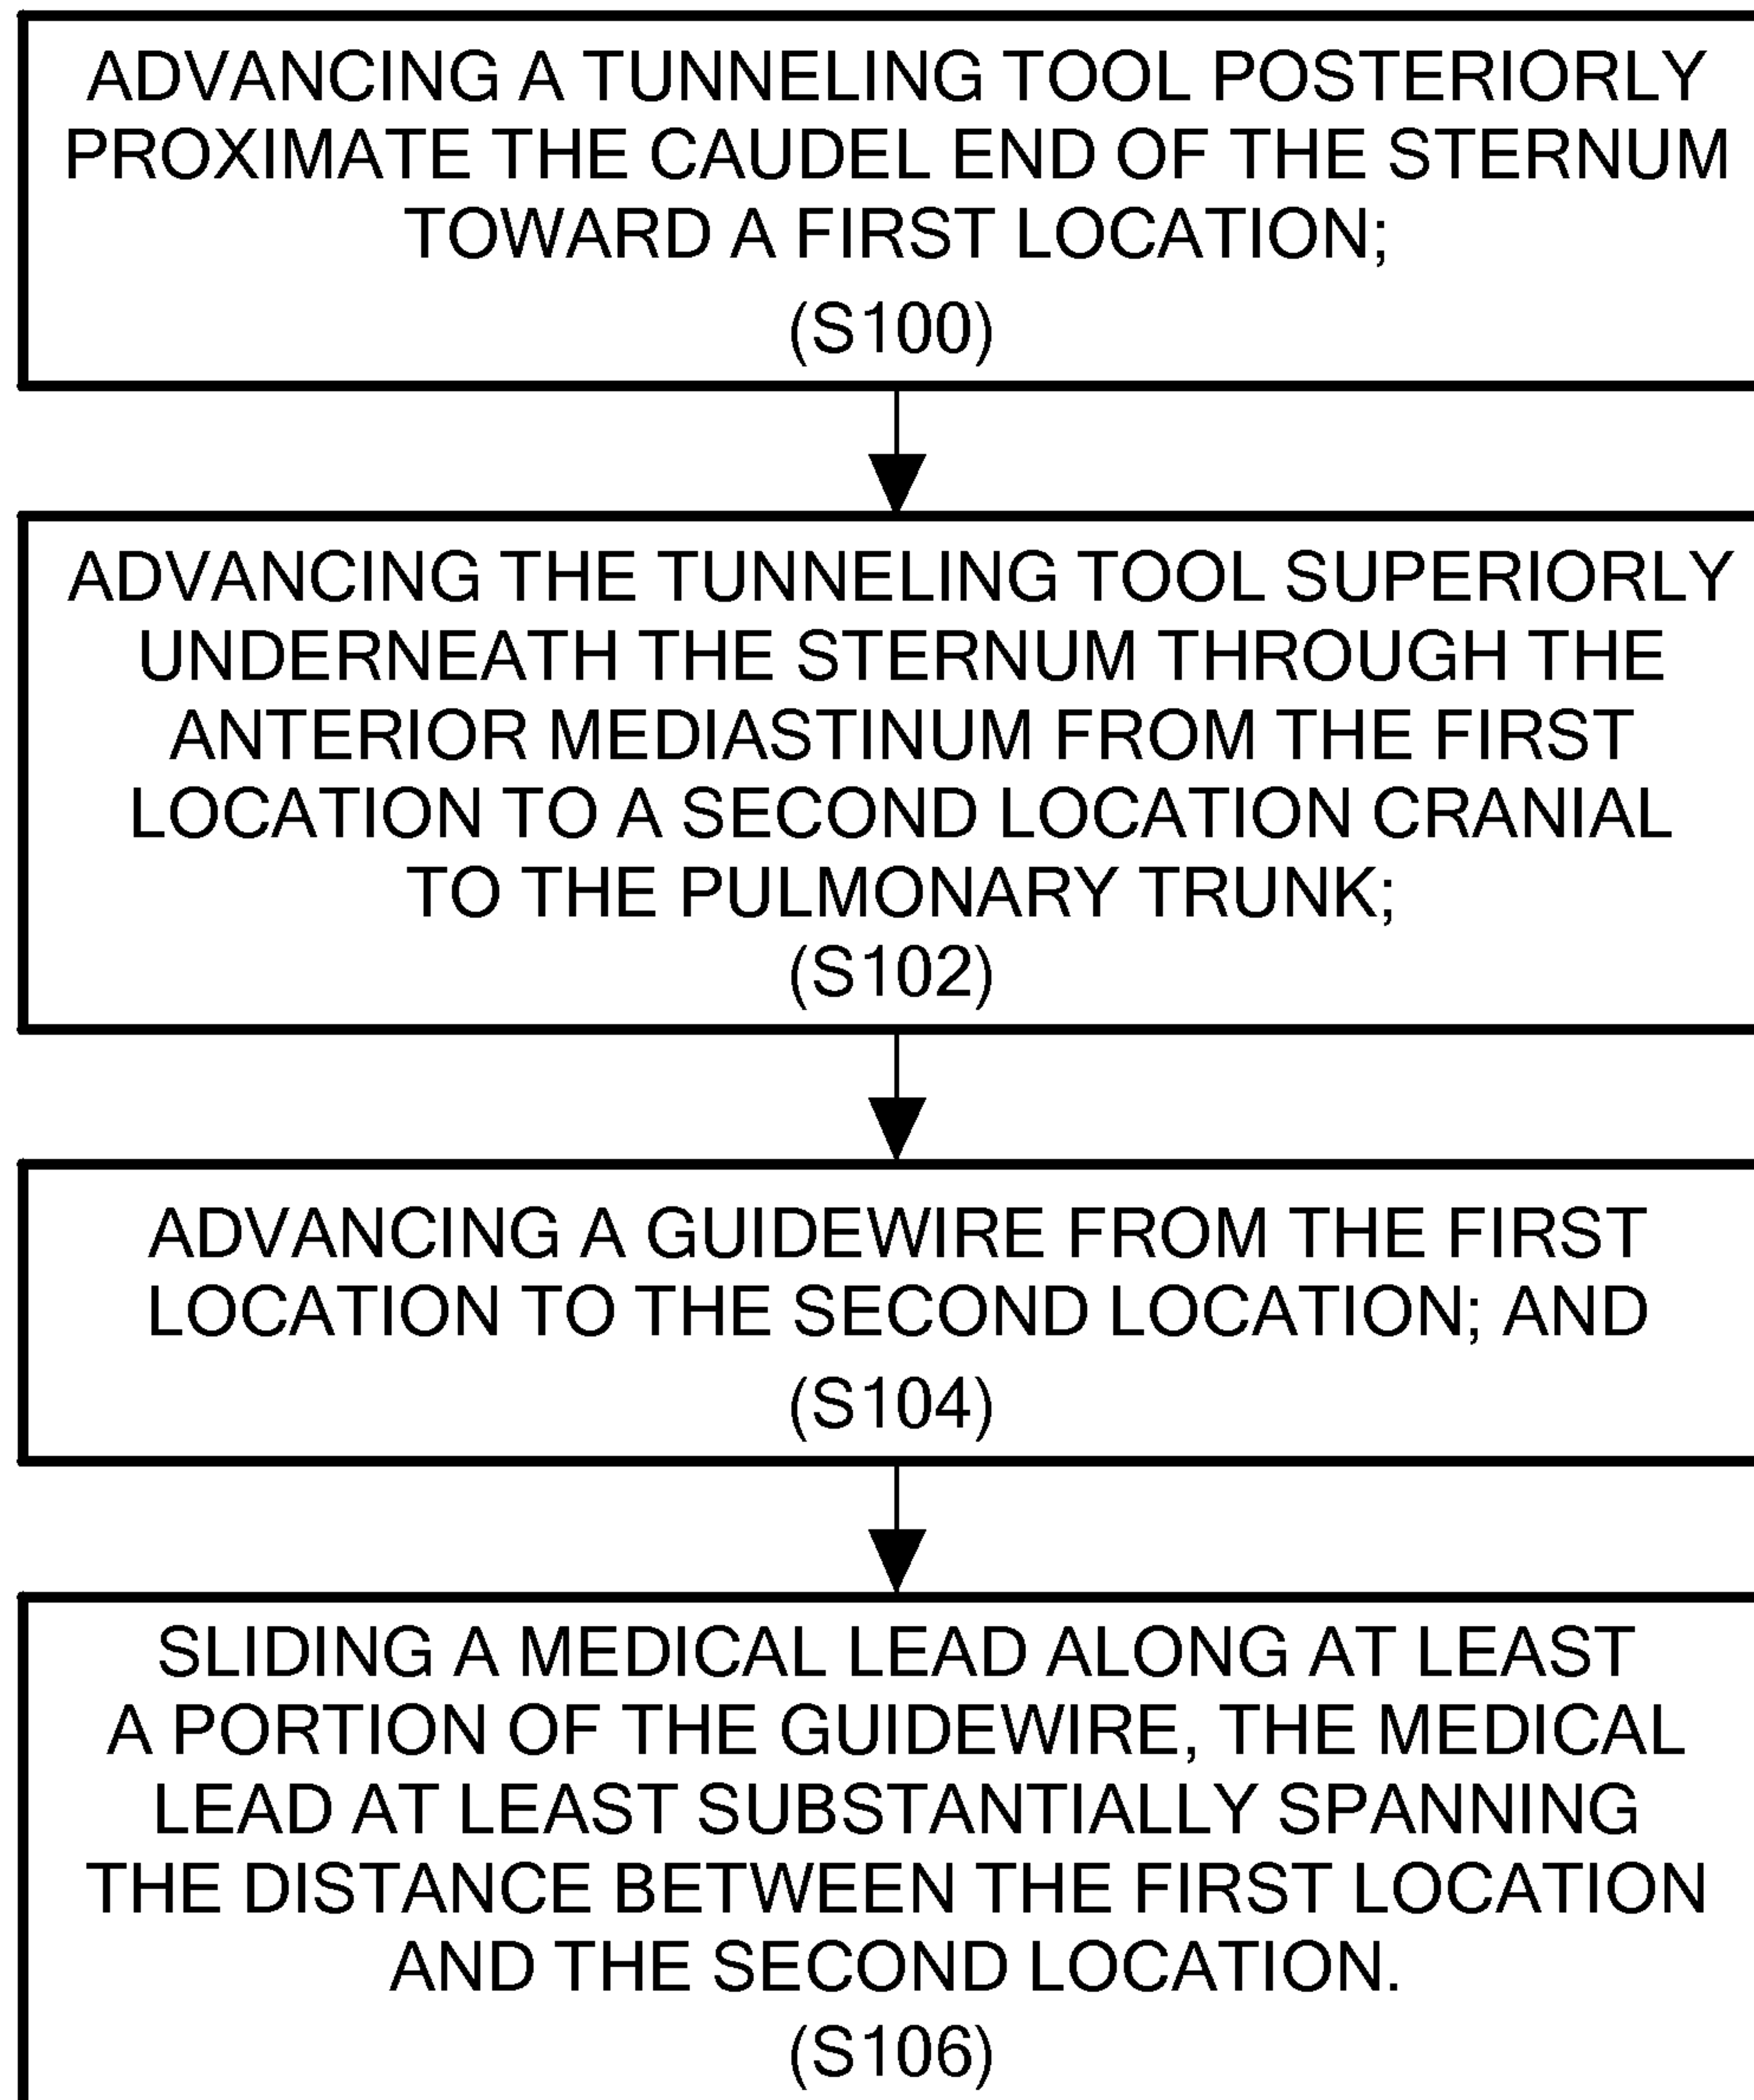 ADVANCING A TUNNELING TOOL POSTERIORLY
PROXIMATE THE CAUDEL END OF THE STERNUM
TOWARD A FIRST LOCATION;
(S100)
ADVANCING THE TUNNELING TOOL SUPERIORLY
UNDERNEATH THE STERNUM THROUGH THE
ANTERIOR MEDIASTINUM FROM THE FIRST
LOCATION TO A SECOND LOCATION CRANIAL
TO THE PULMONARY TRUNK;
(S102)
ADVANCING A GUIDEWIRE FROM THE FIRST
LOCATION TO THE SECOND LOCATION; AND
(S104)
SLIDING A MEDICAL LEAD ALONG AT LEAST
A PORTION OF THE GUIDEWIRE, THE MEDICAL
LEAD AT LEAST SUBSTANTIALLY SPANNING
THE DISTANCE BETWEEN THE FIRST LOCATION
AND THE SECOND LOCATION.
(S106)